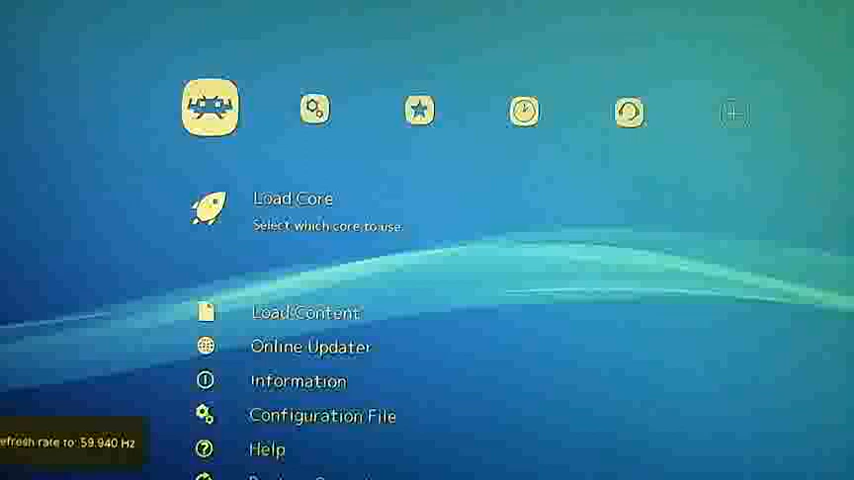 Load Core
Select which core to use.
Load Content
Online Updater
Information
Configuration File
Help
efresh rate to: 59.940 Hz